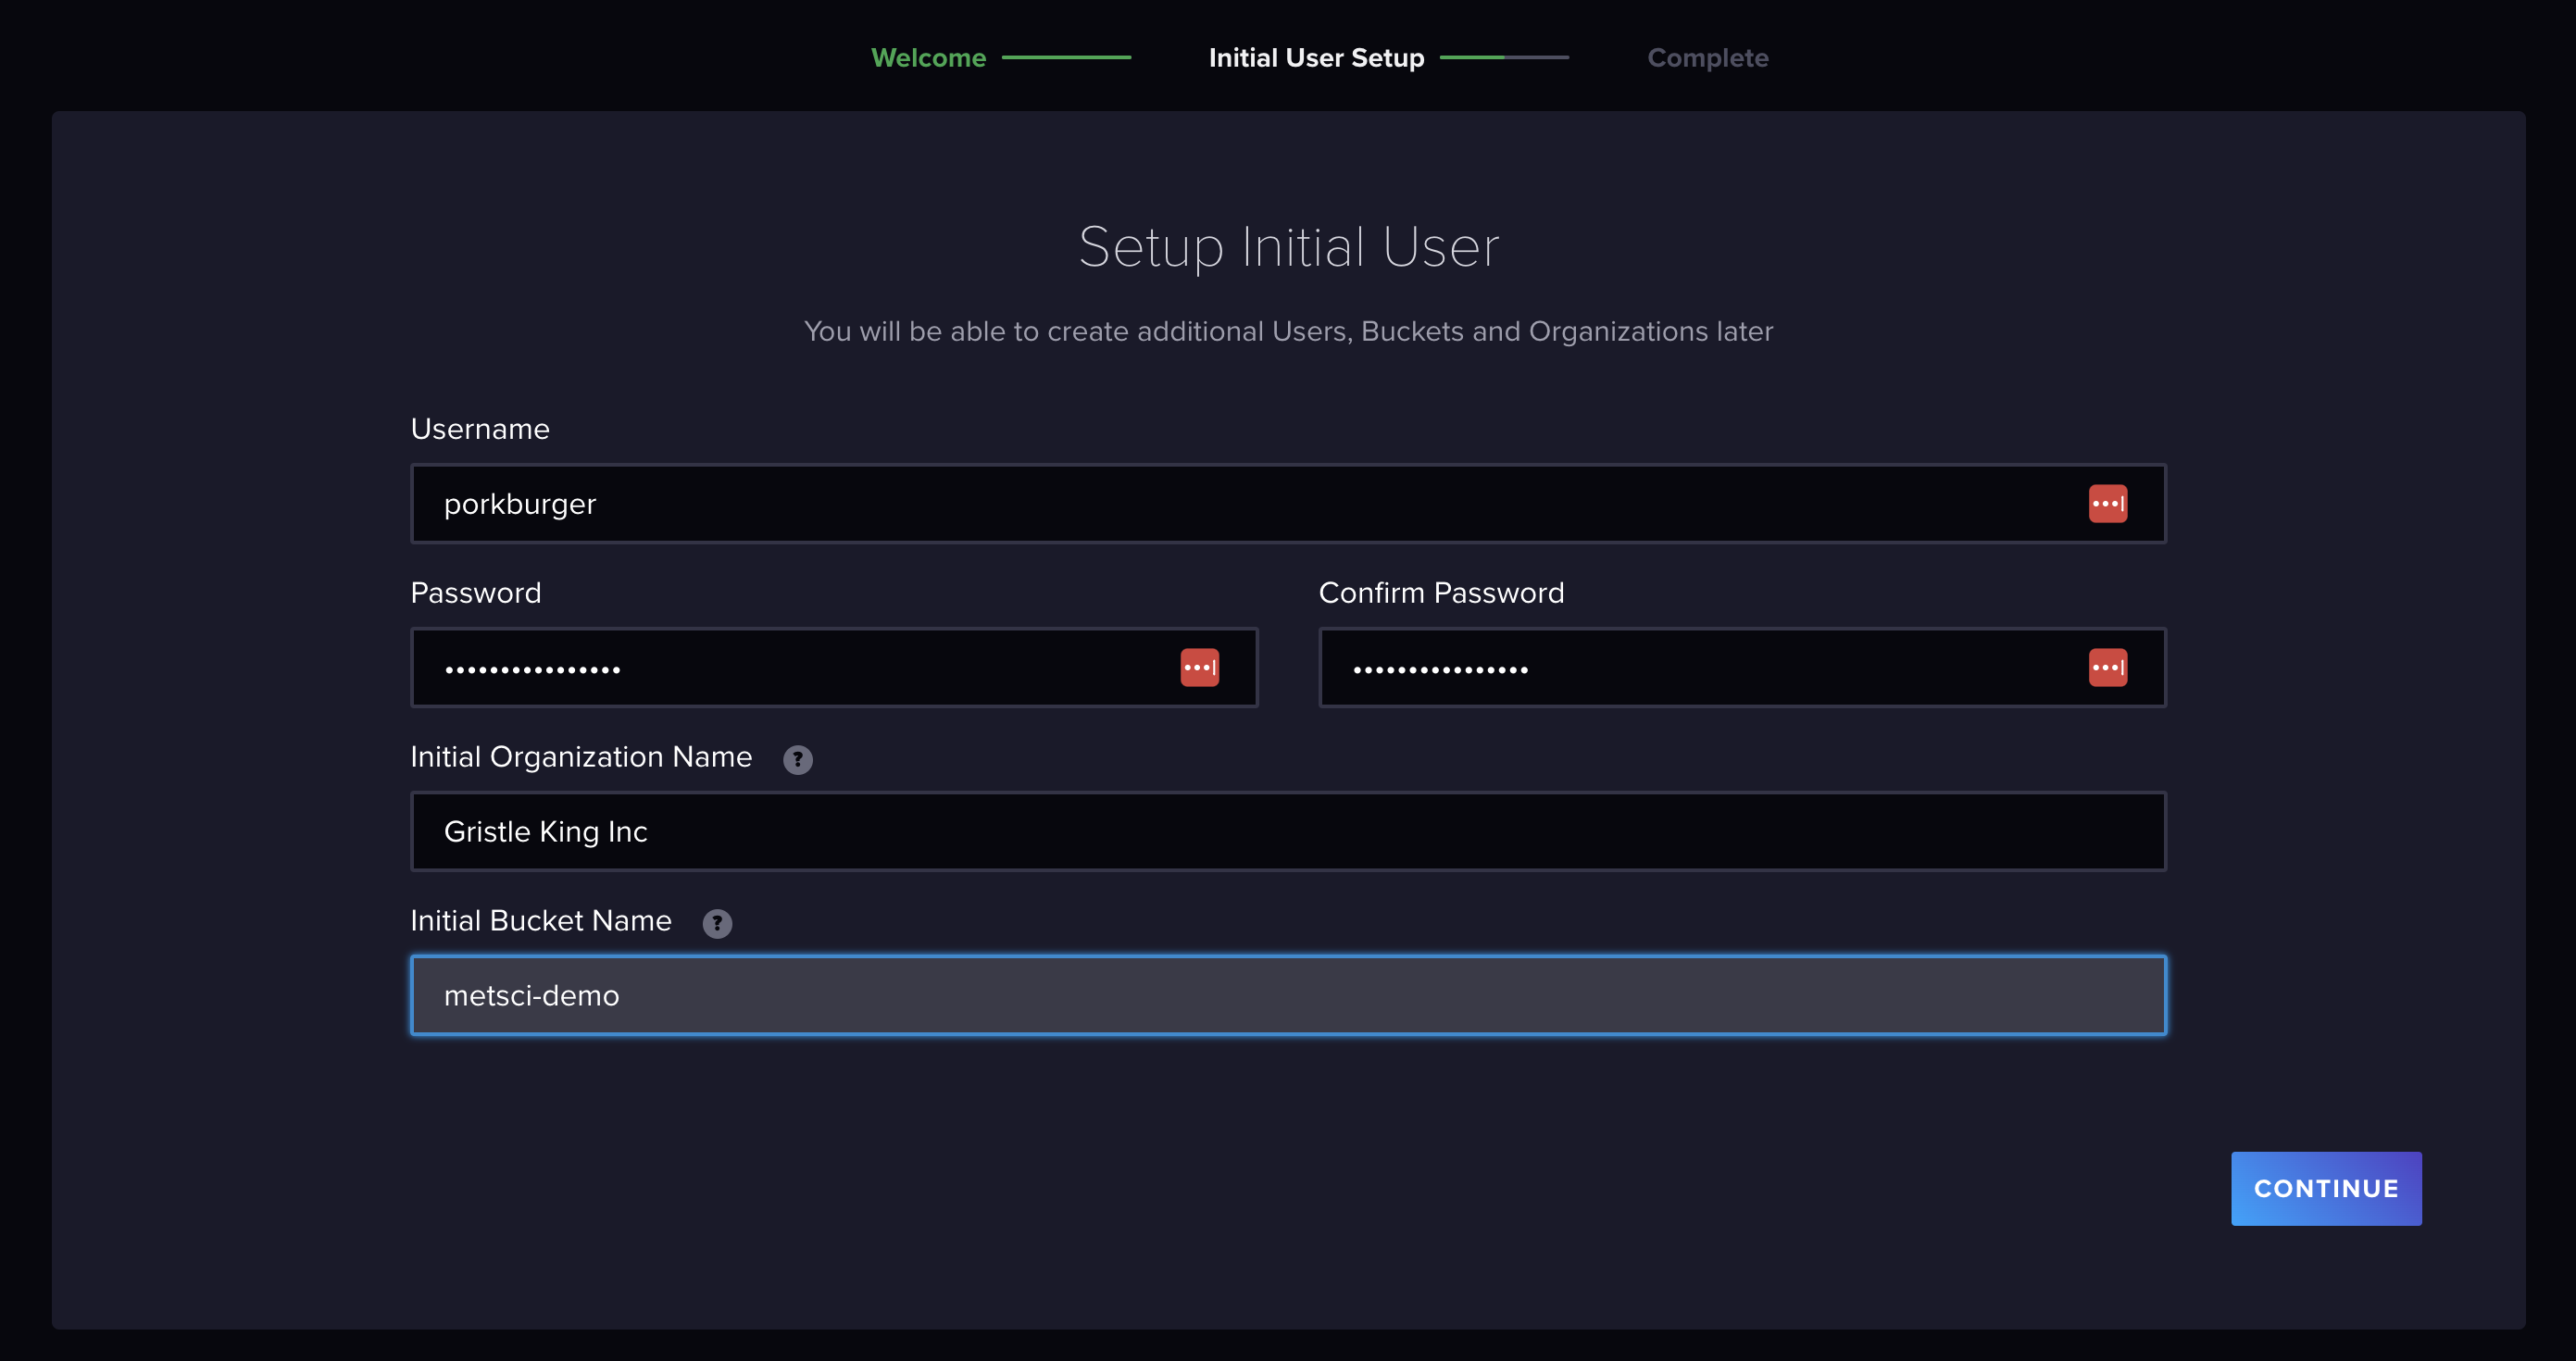 Welcome Initial User Setup Complete
Setup Initial User
You will be able to create additional Users, Buckets and Organizations later
Username
porkburger
Password Confirm Password
•••••••••••••••• ••••••••••••••••
Initial Organization Name ?
Gristle King Inc
Initial Bucket Name ?
metsci-demo
CONTINUE